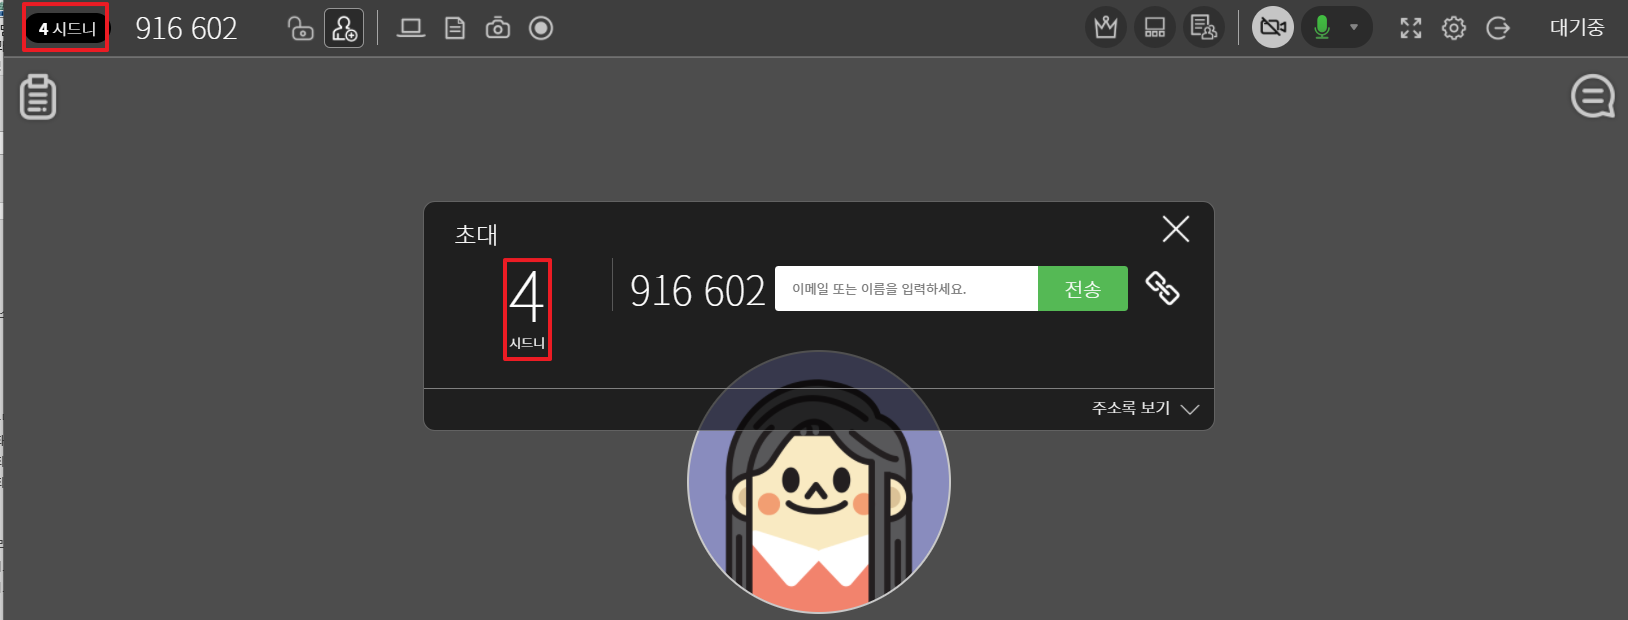 4 시드니
916 602
대기중
초대
4
시드니
916 602
이메일 또는 이름을 입력하세요.
전송
주소록 보기